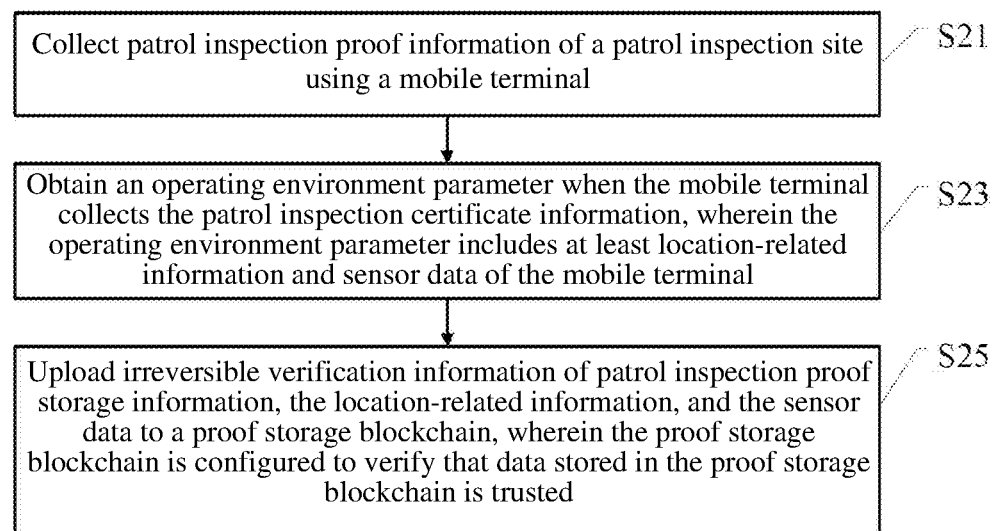 Collect patrol inspection proof information of a patrol inspection site
using a mobile terminal
S21
Obtain an operating environment parameter when the mobile terminal
collects the patrol inspection certificate information, wherein the
operating environment parameter includes at least location-related
information and sensor data of the mobile terminal
S23
Upload irreversible verification information of patrol inspection proof
storage information, the location-related information, and the sensor
data to a proof storage blockchain, wherein the proof storage
blockchain is configured to verify that data stored in the proof storage
blockchain is trusted
S25